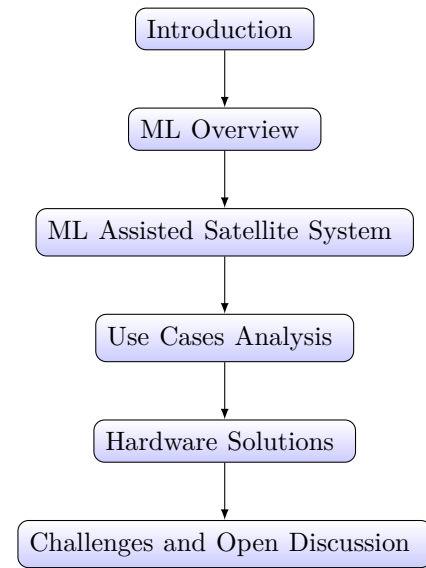 Introduction
ML Overview
ML Assisted Satellite System
Use Cases Analysis
Hardware Solutions
Challenges and Open Discussion